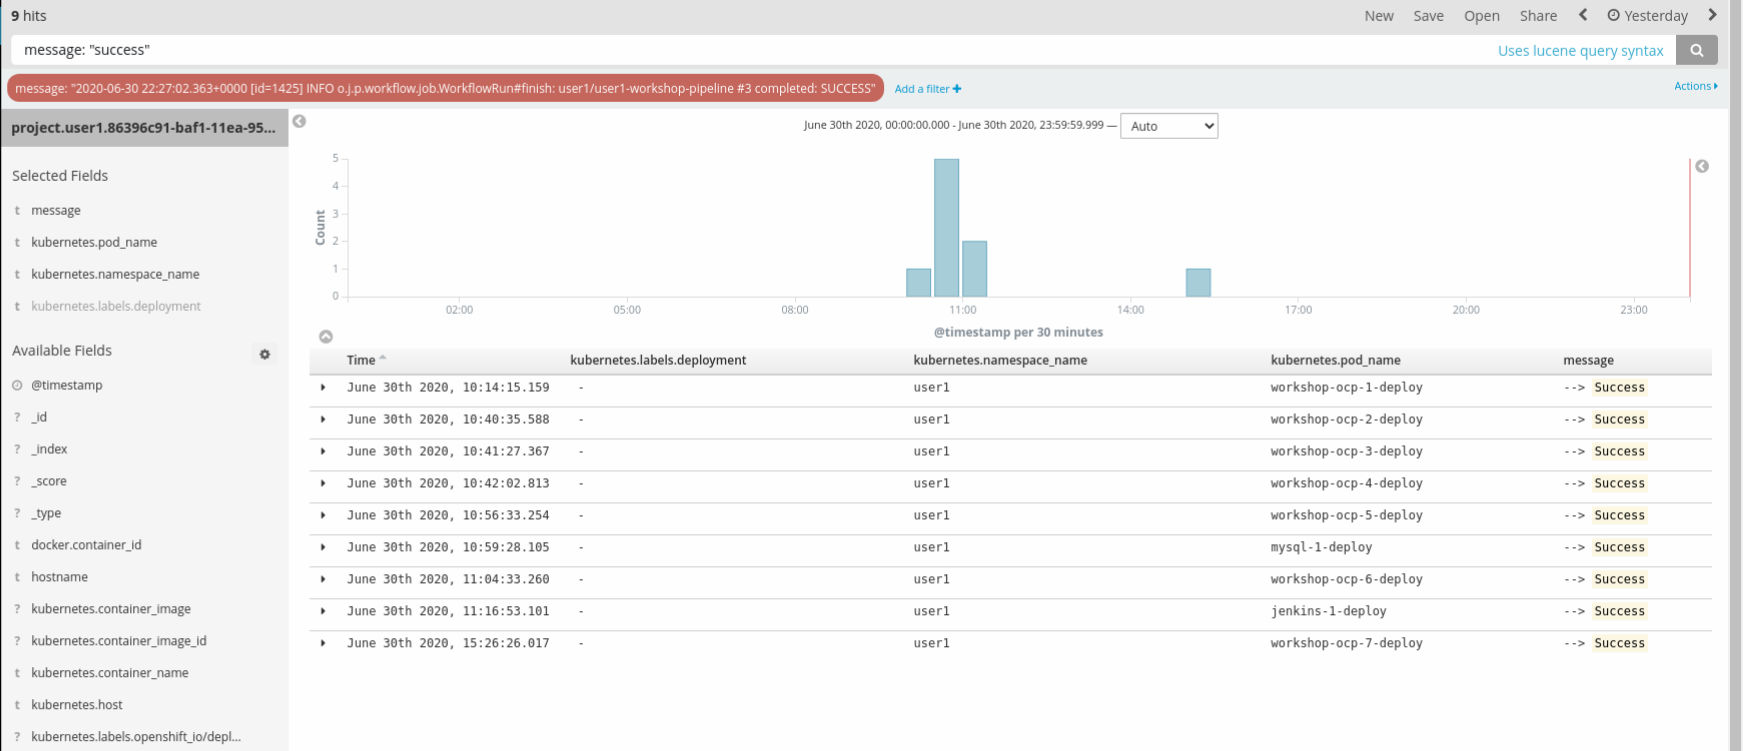 9 hits
New Save Open Share Yesterday
message: "success"
Uses lucene query syntax
message: "2020-06-30 22:27:02.363+0000 [id=1425] INFO o.j.p.workflow.job.WorkflowRun#finish: user1/user1-workshop-pipeline #3 completed: SUCCESS" Add a filter +
Actions
project.user1.86396c91-baf1-11ea-95...
Selected Fields
t message
t kubernetes.pod_name
t kubernetes.namespace_name
t kubernetes.labels.deployment
Available Fields
@timestamp
? _id
? _index
? _score
? _type
t docker.container_id
t hostname
? kubernetes.container_image
? kubernetes.container_image_id
t kubernetes.container_name
t kubernetes.host
? kubernetes.labels.openshift_io/depl...
June 30th 2020, 00:00:00.000 - June 30th 2020, 23:59:59.999 — Auto
5
4
3
2
1
0
Count
02:00 05:00 08:00 11:00 14:00 17:00 20:00 23:00
@timestamp per 30 minutes
Time kubernetes.labels.deployment kubernetes.namespace_name kubernetes.pod_name message
June 30th 2020, 10:14:15.159 - user1 workshop-ocp-1-deploy --> Success
June 30th 2020, 10:40:35.588 - user1 workshop-ocp-2-deploy --> Success
June 30th 2020, 10:41:27.367 - user1 workshop-ocp-3-deploy --> Success
June 30th 2020, 10:42:02.813 - user1 workshop-ocp-4-deploy --> Success
June 30th 2020, 10:56:33.254 - user1 workshop-ocp-5-deploy --> Success
June 30th 2020, 10:59:28.105 - user1 mysql-1-deploy --> Success
June 30th 2020, 11:04:33.260 - user1 workshop-ocp-6-deploy --> Success
June 30th 2020, 11:16:53.101 - user1 jenkins-1-deploy --> Success
June 30th 2020, 15:26:26.017 - user1 workshop-ocp-7-deploy --> Success